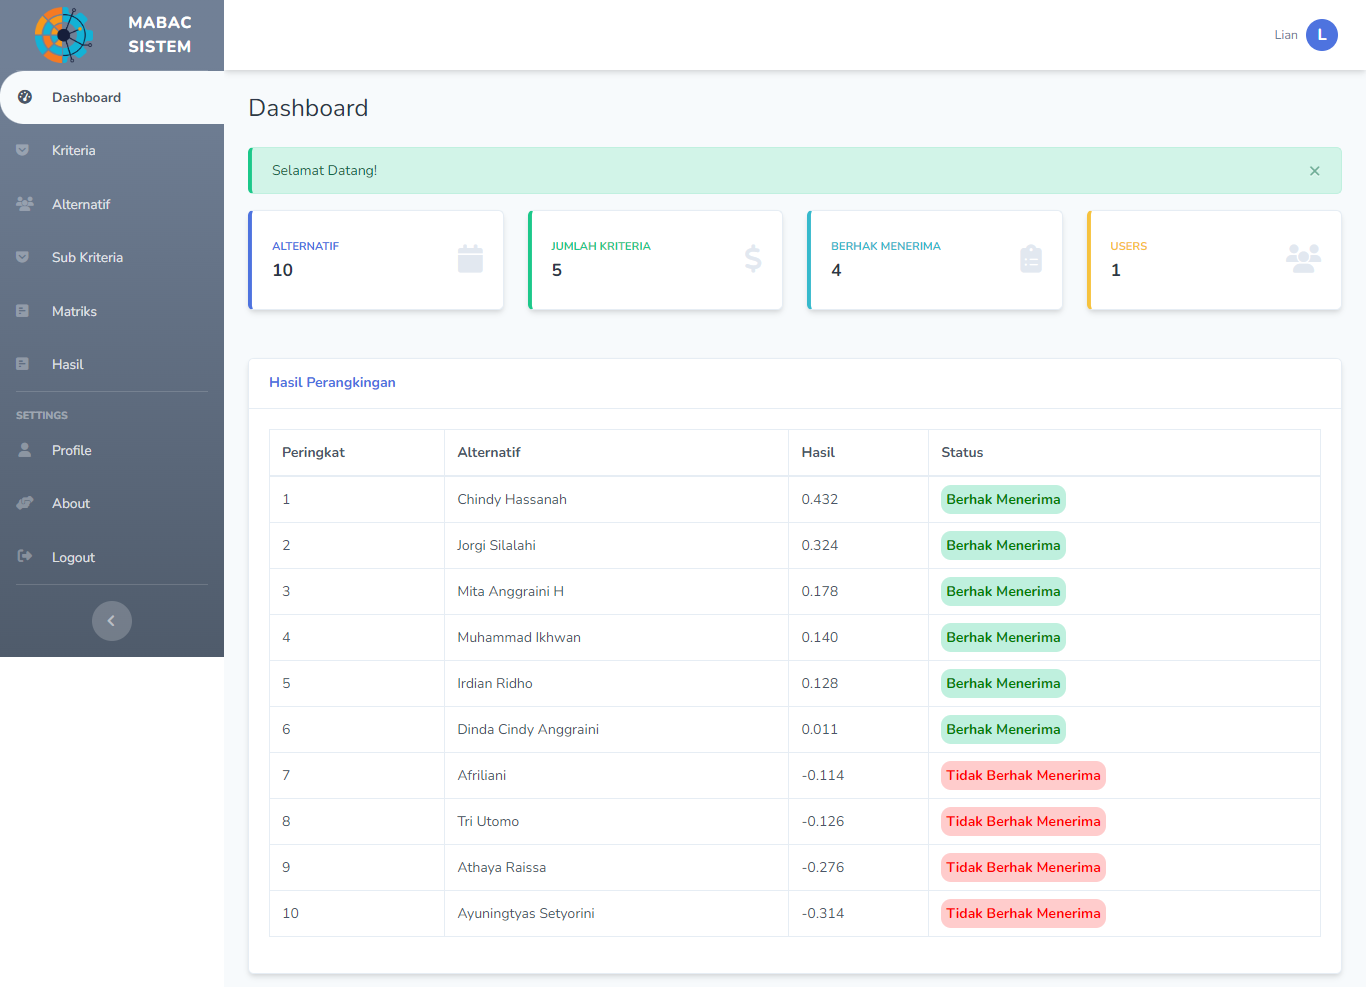 MABAC
SISTEM
Lian
L
Dashboard
Kriteria
Alternatif
Sub Kriteria
Matriks
Hasil
SETTINGS
Profile
About
Logout
Dashboard
Selamat Datang!
×
ALTERNATIF
10
JUMLAH KRITERIA
5
$
BERHAK MENERIMA
4
USERS
1
Hasil Perangkingan
Peringkat Alternatif Hasil Status
1 Chindy Hassanah 0.432 Berhak Menerima
2 Jorgi Silalahi 0.324 Berhak Menerima
3 Mita Anggraini H 0.178 Berhak Menerima
4 Muhammad Ikhwan 0.140 Berhak Menerima
5 Irdian Ridho 0.128 Berhak Menerima
6 Dinda Cindy Anggraini 0.011 Berhak Menerima
7 Afriliani -0.114 Tidak Berhak Menerima
8 Tri Utomo -0.126 Tidak Berhak Menerima
9 Athaya Raissa -0.276 Tidak Berhak Menerima
10 Ayuningtyas Setyorini -0.314 Tidak Berhak Menerima